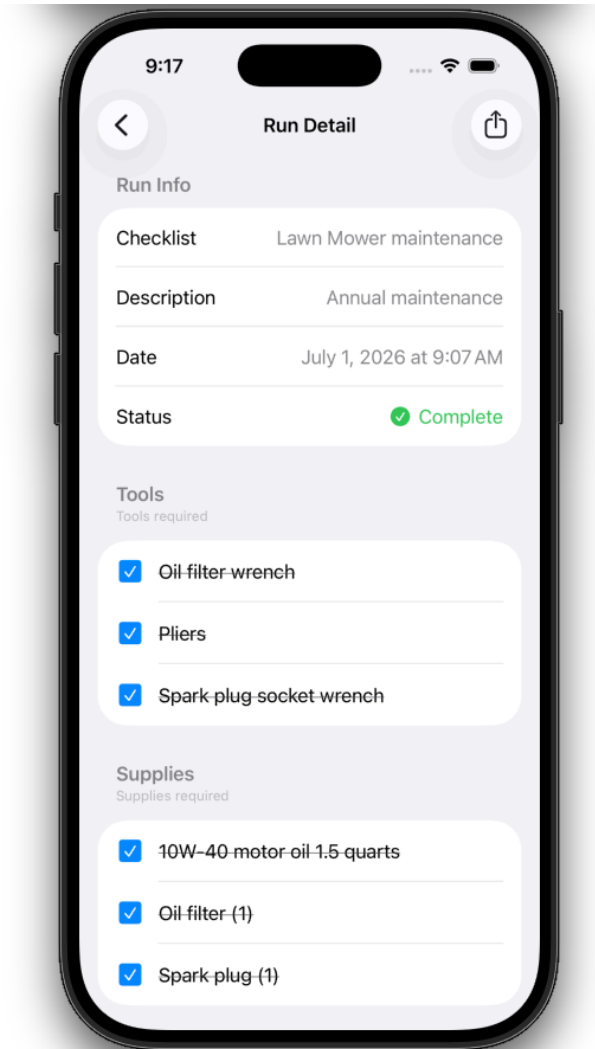 9:17
Run Detail
Run Info
Checklist Lawn Mower maintenance
Description Annual maintenance
Date July 1, 2026 at 9:07 AM
Status Complete
Tools
Tools required
Oil filter wrench
Pliers
Spark plug socket wrench
Supplies
Supplies required
10W-40 motor oil 1.5 quarts
Oil filter (1)
Spark plug (1)